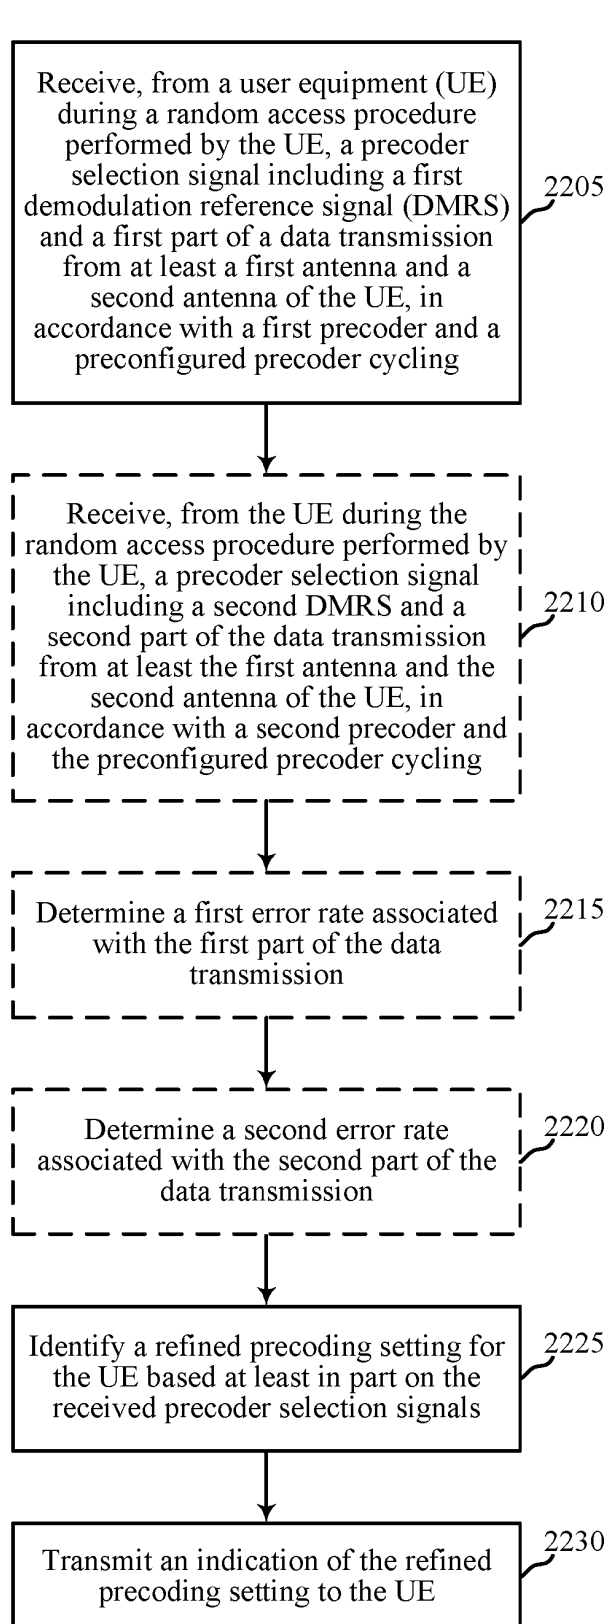 Receive, from a user equipment (UE)
during a random access procedure
performed by the UE, a precoder
selection signal including a first
demodulation reference signal (DMRS)
and a first part of a data transmission
from at least a first antenna and a
second antenna of the UE, in
accordance with a first precoder and a
preconfigured precoder cycling
2205
Receive, from the UE during the
random access procedure performed by
the UE, a precoder selection signal
including a second DMRS and a
second part of the data transmission
from at least the first antenna and the
second antenna of the UE, in
accordance with a second precoder and
the preconfigured precoder cycling
2210
Determine a first error rate associated
with the first part of the data
transmission
2215
Determine a second error rate
associated with the second part of the
data transmission
2220
Identify a refined precoding setting for
the UE based at least in part on the
received precoder selection signals
2225
Transmit an indication of the refined
precoding setting to the UE
2230